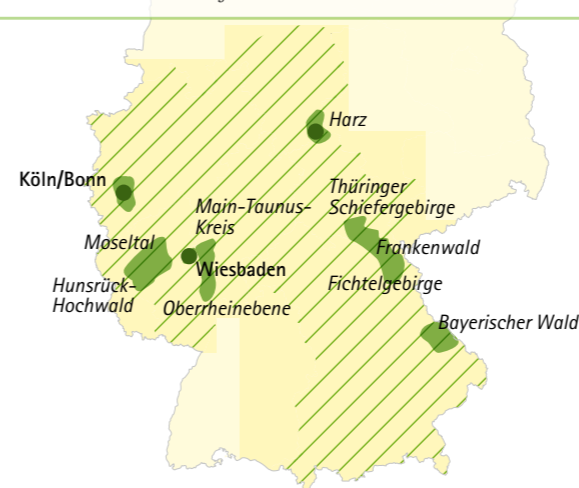 Harz
Köln/Bonn
Main-Taunus-
Kreis
Thüringer
Schiefergebirge
Moseltal
Frankenwald
Wiesbaden
Hunsrück-
Hochwald
Oberrheinebene
Fichtelgebirge
Bayerischer Wald